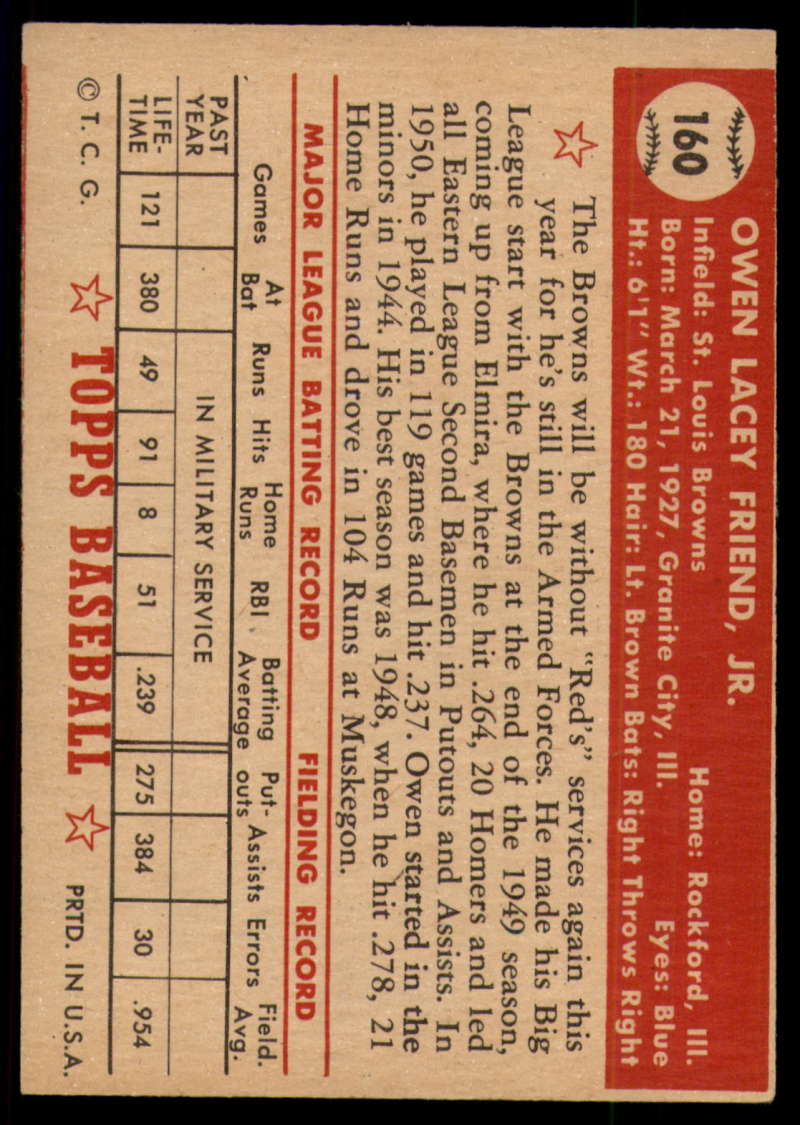 160
OWEN LACEY FRIEND, JR.
Infield: St. Louis Browns Home: Rockford, Ill.
Born: March 21, 1927, Granite City, Ill. Eyes: Blue
Ht.: 6'1" Wt.: 180 Hair: Lt. Brown Bats: Right Throws Right
The Browns will be without "Red's" services again this
year for he's still in the Armed Forces. He made his Big
League start with the Browns at the end of the 1949 season,
coming up from Elmira, where he hit .264, 20 Homers and led
all Eastern League Second Basemen in Putouts and Assists. In
1950, he played in 119 games and hit .237. Owen started in the
minors in 1944. His best season was 1948, when he hit .278, 21
Home Runs and drove in 104 Runs at Muskegon.
MAJOR LEAGUE BATTING RECORD FIELDING RECORD
Games At Bat Runs Hits Home Runs RBI Batting Average Put-outs Assists Errors Field. Avg.
PAST YEAR IN MILITARY SERVICE
LIFE-TIME 121 380 49 91 8 51 .239 275 384 30 .954
© T. C. G. TOPPS BASEBALL PRTD. IN U.S.A.